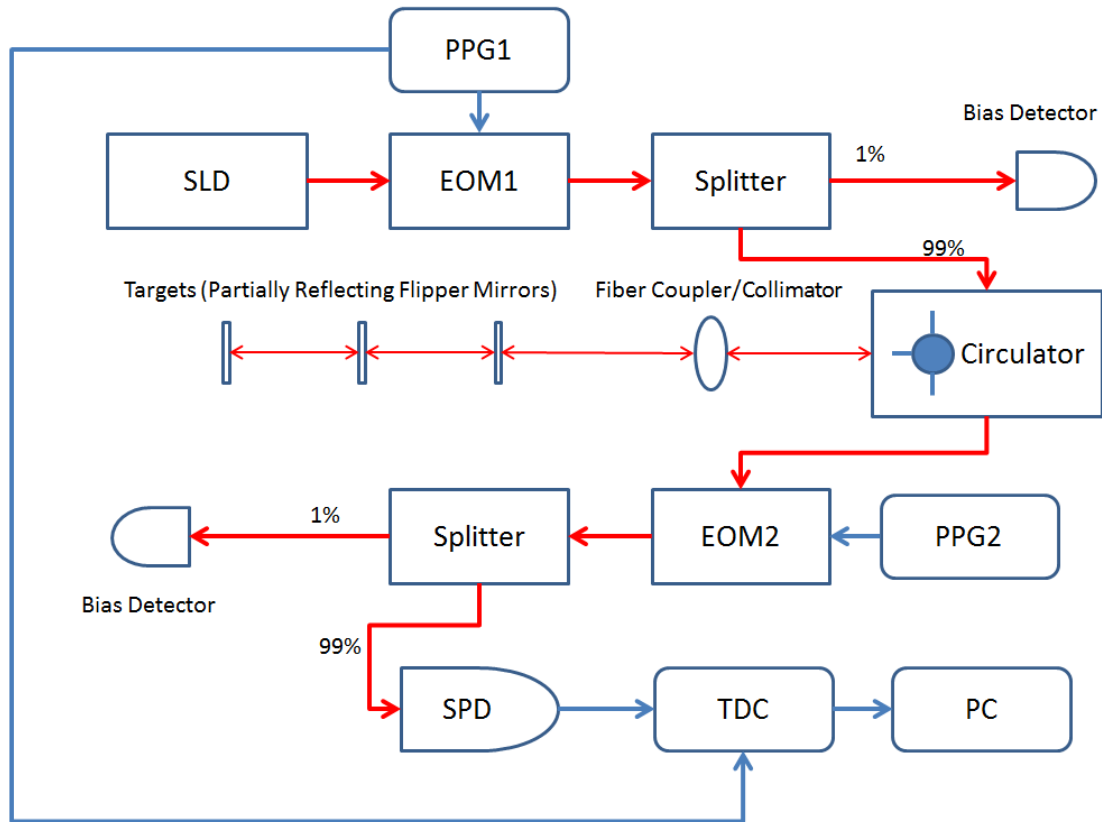 PPG1
Bias Detector
SLD
EOM1
Splitter
1%
99%
Targets (Partially Reflecting Flipper Mirrors)
Fiber Coupler/Collimator
Circulator
1%
Splitter
EOM2
PPG2
Bias Detector
99%
SPD
TDC
PC